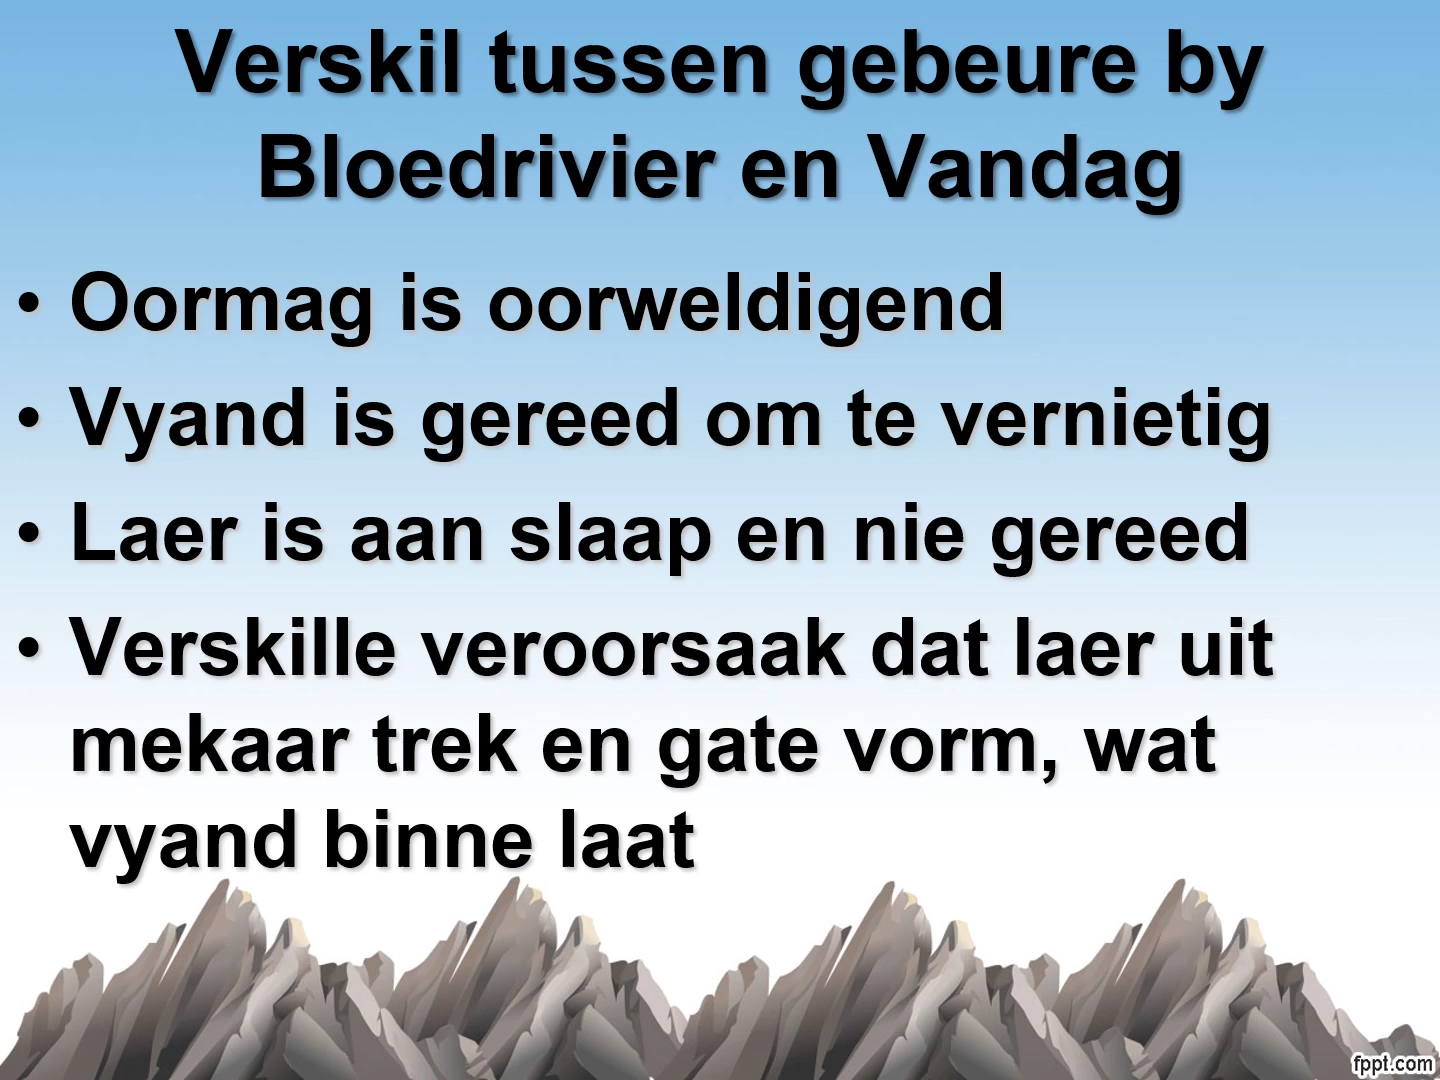 Verskil tussen gebeure by
Bloedrivier en Vandag
• Oormag is oorweldigend
• Vyand is gereed om te vernietig
• Laer is aan slaap en nie gereed
• Verskille veroorsaak dat laer uit
mekaar trek en gate vorm, wat
vyand binne laat
fppt.com